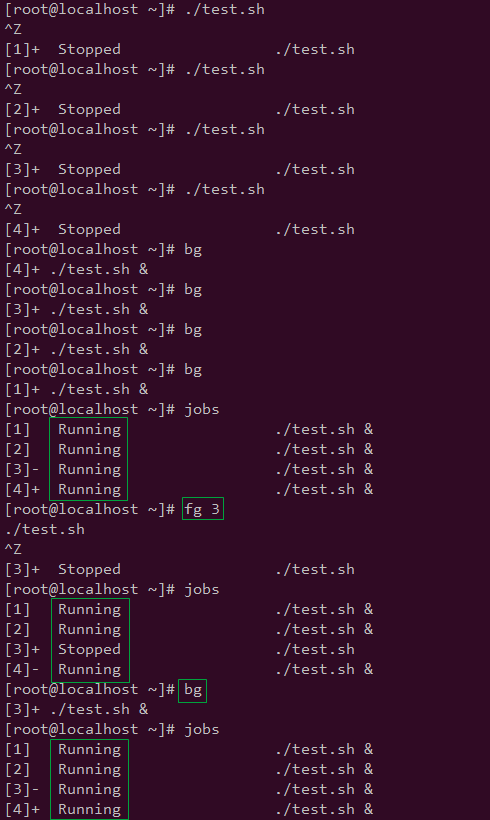 [root@localhost ~]# ./test.sh
^Z
[1]+  Stopped                 ./test.sh
[root@localhost ~]# ./test.sh
^Z
[2]+  Stopped                 ./test.sh
[root@localhost ~]# ./test.sh
^Z
[3]+  Stopped                 ./test.sh
[root@localhost ~]# ./test.sh
^Z
[4]+  Stopped                 ./test.sh
[root@localhost ~]# bg
[4]+ ./test.sh &
[root@localhost ~]# bg
[3]+ ./test.sh &
[root@localhost ~]# bg
[2]+ ./test.sh &
[root@localhost ~]# bg
[1]+ ./test.sh &
[root@localhost ~]# jobs
[1]   Running                 ./test.sh &
[2]   Running                 ./test.sh &
[3]-  Running                 ./test.sh &
[4]+  Running                 ./test.sh &
[root@localhost ~]# fg 3
./test.sh
^Z
[3]+  Stopped                 ./test.sh
[root@localhost ~]# jobs
[1]   Running                 ./test.sh &
[2]   Running                 ./test.sh &
[3]+  Stopped                 ./test.sh
[4]-  Running                 ./test.sh &
[root@localhost ~]# bg
[3]+ ./test.sh &
[root@localhost ~]# jobs
[1]   Running                 ./test.sh &
[2]   Running                 ./test.sh &
[3]-  Running                 ./test.sh &
[4]+  Running                 ./test.sh &